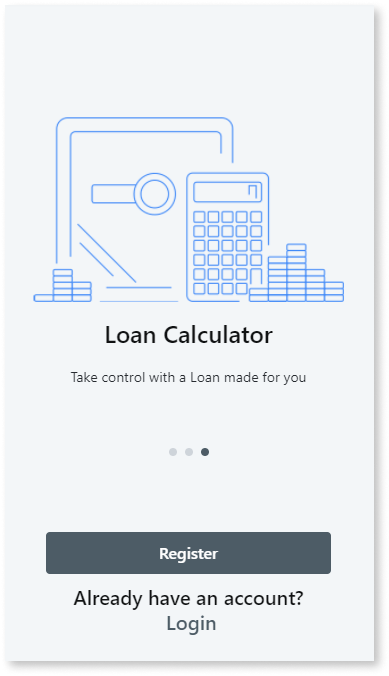 Loan Calculator
Take control with a Loan made for you
Register
Already have an account?
Login